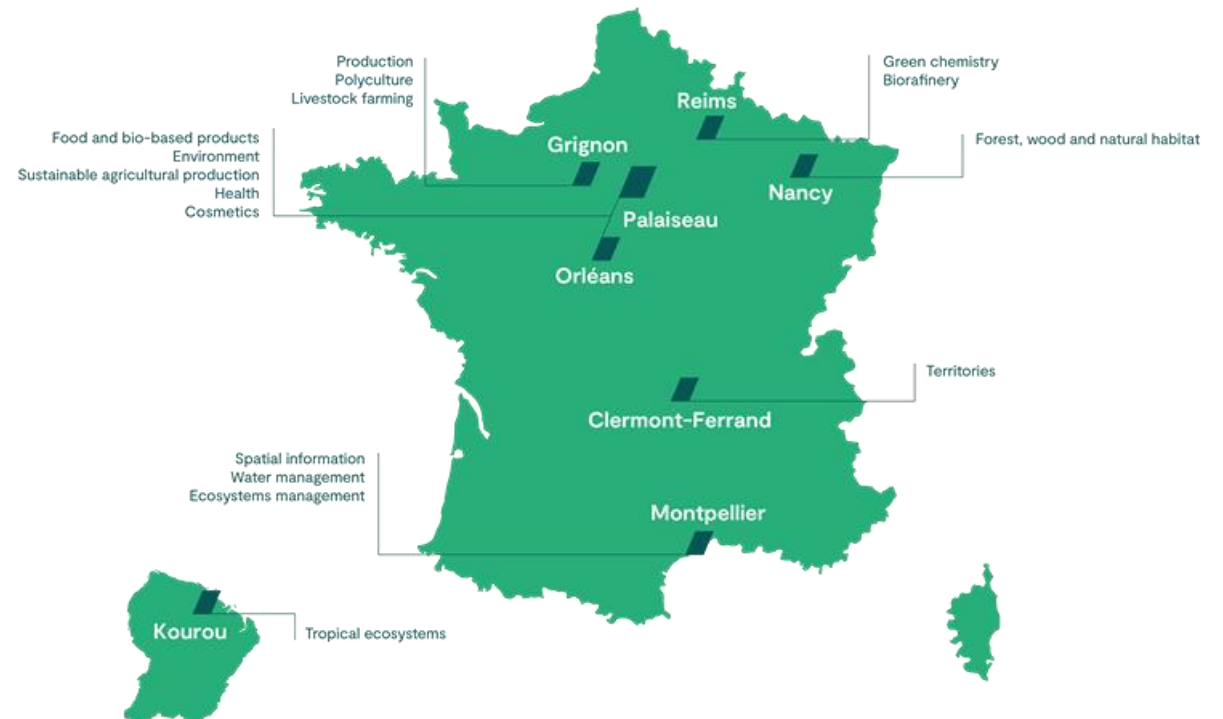 Production
Polyculture
Livestock farming
Green chemistry
Biorafinery
Reims
Food and bio-based products
Environment
Sustainable agricultural production
Health
Cosmetics
Grignon
Forest, wood and natural habitat
Nancy
Palaiseau
Orléans
Territories
Clermont-Ferrand
Spatial information
Water management
Ecosystems management
Montpellier
Kourou
Tropical ecosystems